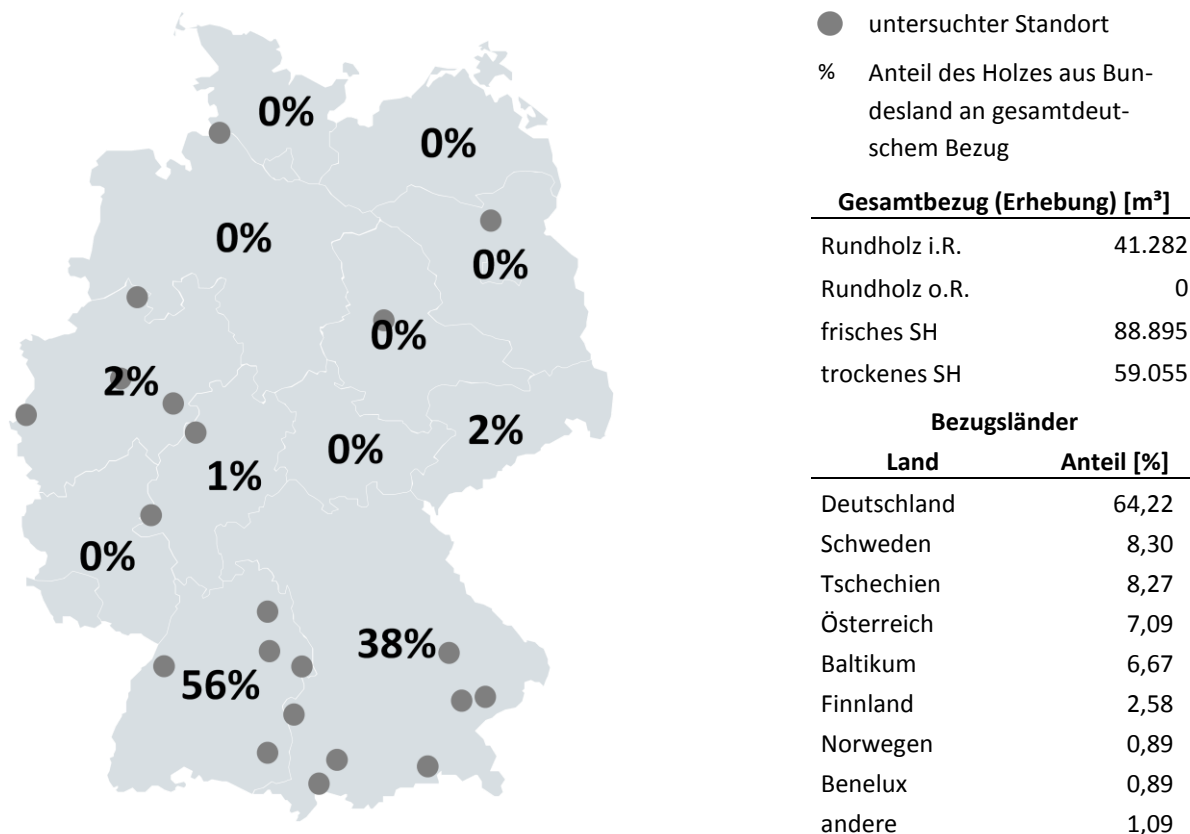 0%
0%
0%
0%
0%
2%
2%
0%
1%
0%
38%
56%
untersuchter Standort
% Anteil des Holzes aus Bun-
desland an gesamtdeut-
schem Bezug
Gesamtbezug (Erhebung) [m³]
Rundholz i.R. 41.282
Rundholz o.R. 0
frisches SH 88.895
trockenes SH 59.055
Bezugsländer
Land Anteil [%]
Deutschland 64,22
Schweden 8,30
Tschechien 8,27
Österreich 7,09
Baltikum 6,67
Finnland 2,58
Norwegen 0,89
Benelux 0,89
andere 1,09